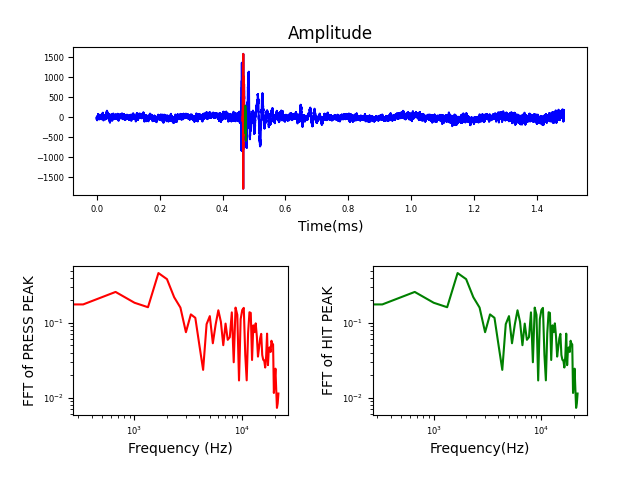 Amplitude
1500
1000
500
0
−500
−1000
−1500
0.0 0.2 0.4 0.6 0.8 1.0 1.2 1.4
Time(ms)
FFT of PRESS PEAK
10⁻¹
10⁻²
10³ 10⁴
Frequency (Hz)
FFT of HIT PEAK
10⁻¹
10⁻²
10³ 10⁴
Frequency(Hz)